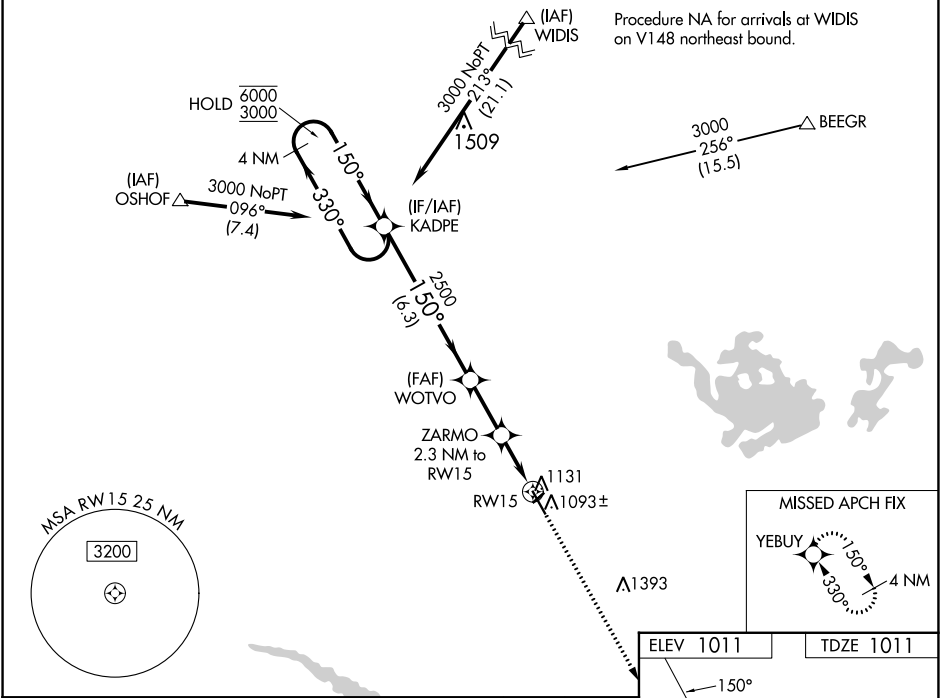 (IAF)
WIDIS
Procedure NA for arrivals at WIDIS
on V148 northeast bound.
3000 NoPT
213°
(21.1)
1509
HOLD 6000
3000
4 NM
150°
330°
3000
256°
(15.5)
BEEGR
(IAF)
OSHOF
3000 NoPT
096°
(7.4)
(IF/IAF)
KADPE
2500
150°
(6.3)
(FAF)
WOTVO
ZARMO
2.3 NM to
RW15
RW15
1131
1093±
1393
MSA RW15 25 NM
3200
MISSED APCH FIX
YEBUY
150°
330°
4 NM
ELEV 1011
TDZE 1011
150°